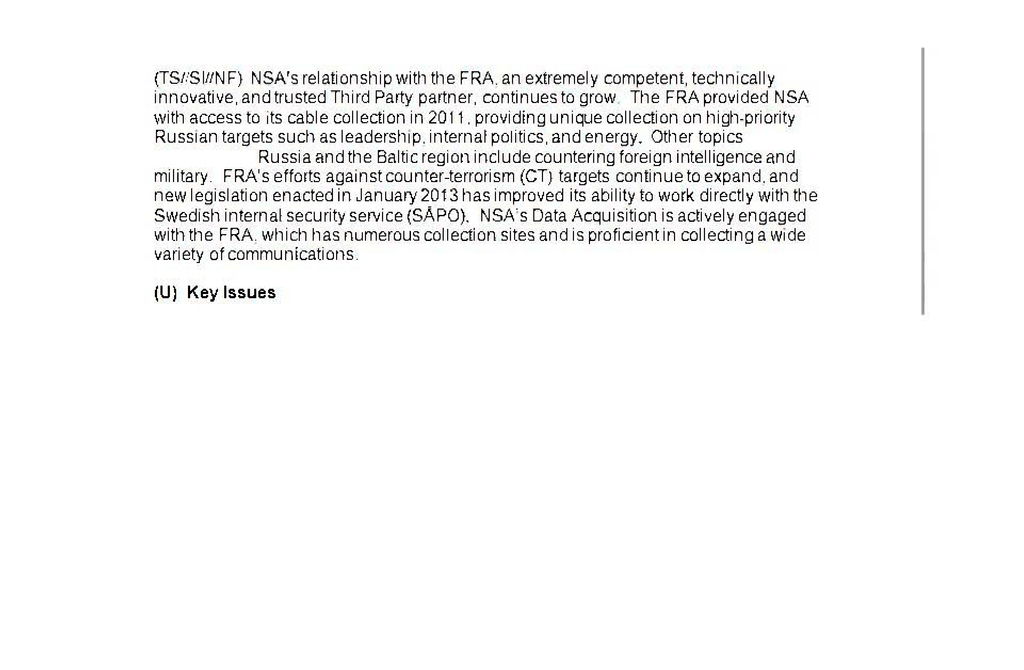 (TS//SI//NF) NSA's relationship with the FRA, an extremely competent, technically
innovative, and trusted Third Party partner, continues to grow. The FRA provided NSA
with access to its cable collection in 2011, providing unique collection on high-priority
Russian targets such as leadership, internal politics, and energy. Other topics
Russia and the Baltic region include countering foreign intelligence and
military. FRA's efforts against counter-terrorism (CT) targets continue to expand, and
new legislation enacted in January 2013 has improved its ability to work directly with the
Swedish internal security service (SÄPO). NSA's Data Acquisition is actively engaged
with the FRA, which has numerous collection sites and is proficient in collecting a wide
variety of communications.
(U) Key Issues